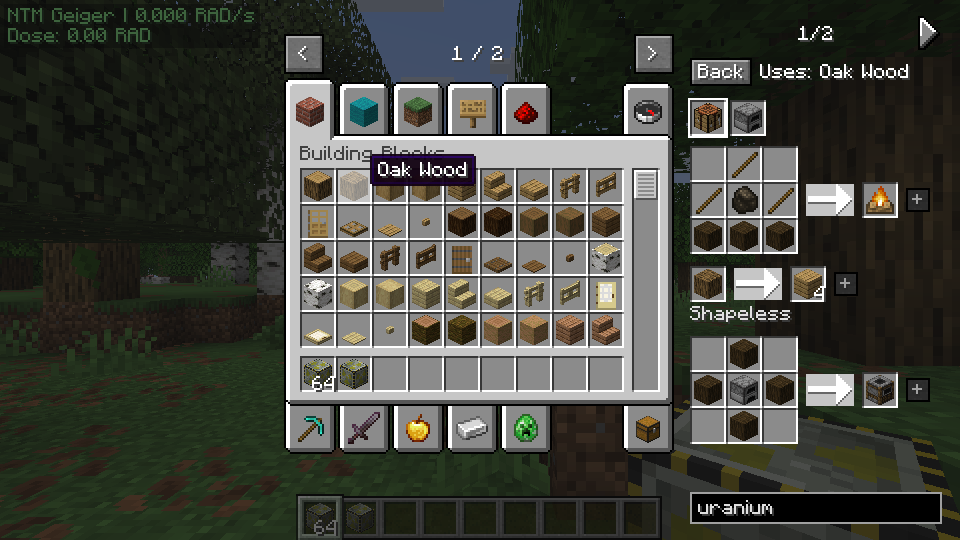 NTM Geiger | 0.000 RAD/s
Dose: 0.00 RAD
<
1 / 2
>
1/2
Back
Uses: Oak Wood
Building Blocks
Oak Wood
+
4
+
Shapeless
64
+
64
uranium